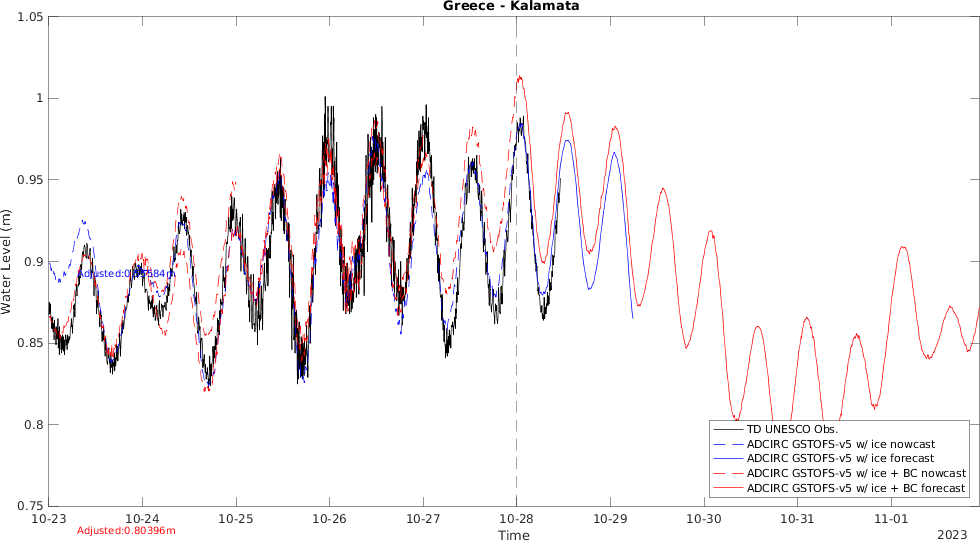 Greece - Kalamata
1.05
1
0.95
0.9
0.85
0.8
0.75
Water Level (m)
Adjusted:0.80396m
TD UNESCO Obs.
ADCIRC GSTOFS-v5 w/ ice nowcast
ADCIRC GSTOFS-v5 w/ ice forecast
ADCIRC GSTOFS-v5 w/ ice + BC nowcast
ADCIRC GSTOFS-v5 w/ ice + BC forecast
10-23 10-24 10-25 10-26 10-27 10-28 10-29 10-30 10-31 11-01
Time
2023